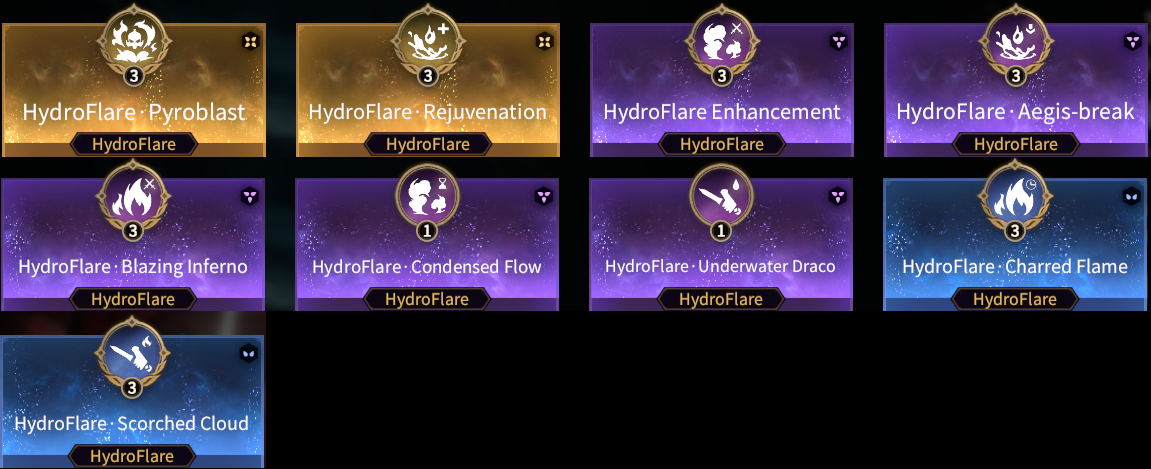 3
HydroFlare·Pyroblast
HydroFlare
3
HydroFlare·Rejuvenation
HydroFlare
3
HydroFlare Enhancement
HydroFlare
3
HydroFlare·Aegis-break
HydroFlare
3
HydroFlare·Blazing Inferno
HydroFlare
1
HydroFlare·Condensed Flow
HydroFlare
1
HydroFlare·Underwater Draco
HydroFlare
3
HydroFlare·Charred Flame
HydroFlare
3
HydroFlare·Scorched Cloud
HydroFlare